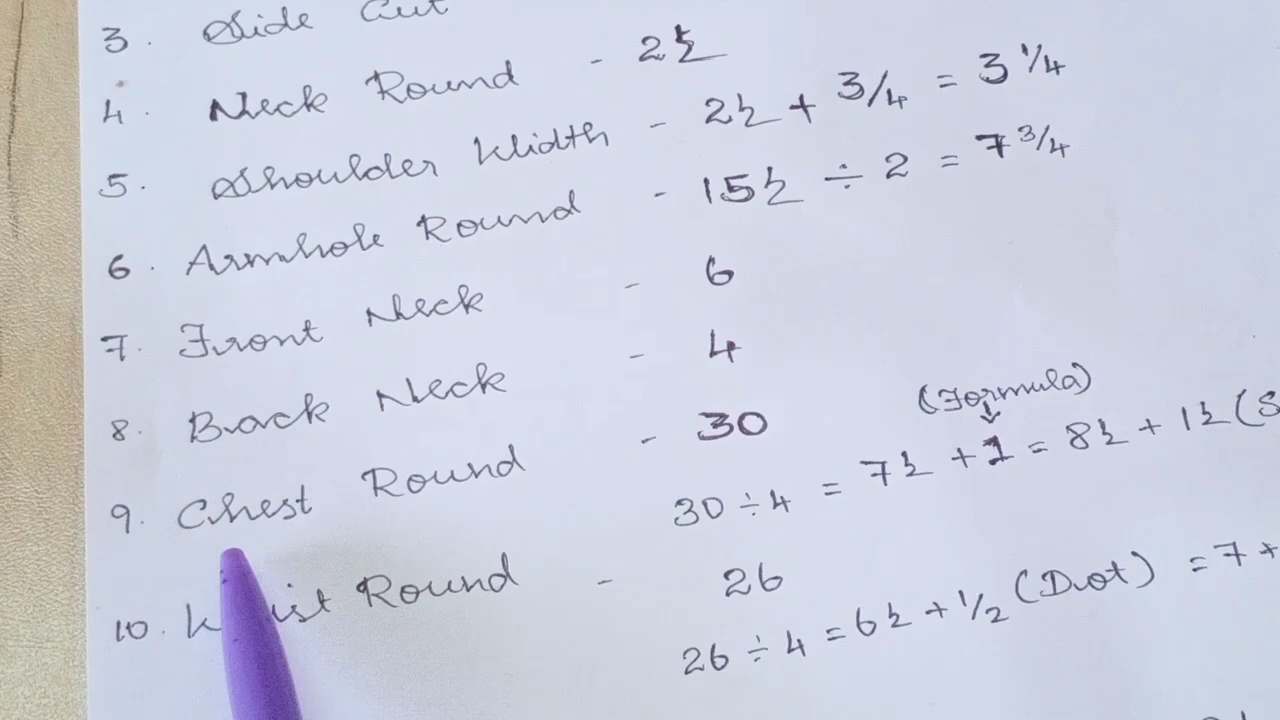 3. Side Cut
4. Neck Round - 2½
5. Shoulder Width - 2½ + 3/4 = 3 1/4
6. Armhole Round - 15½ ÷ 2 = 7 3/4
7. Front Neck - 6
8. Back Neck - 4
9. Chest Round - 30
(Formula)
30 ÷ 4 = 7½ + 1 = 8½ + 1½ (S
10. Waist Round - 26
26 ÷ 4 = 6½ + 1/2 (Dot) = 7 +